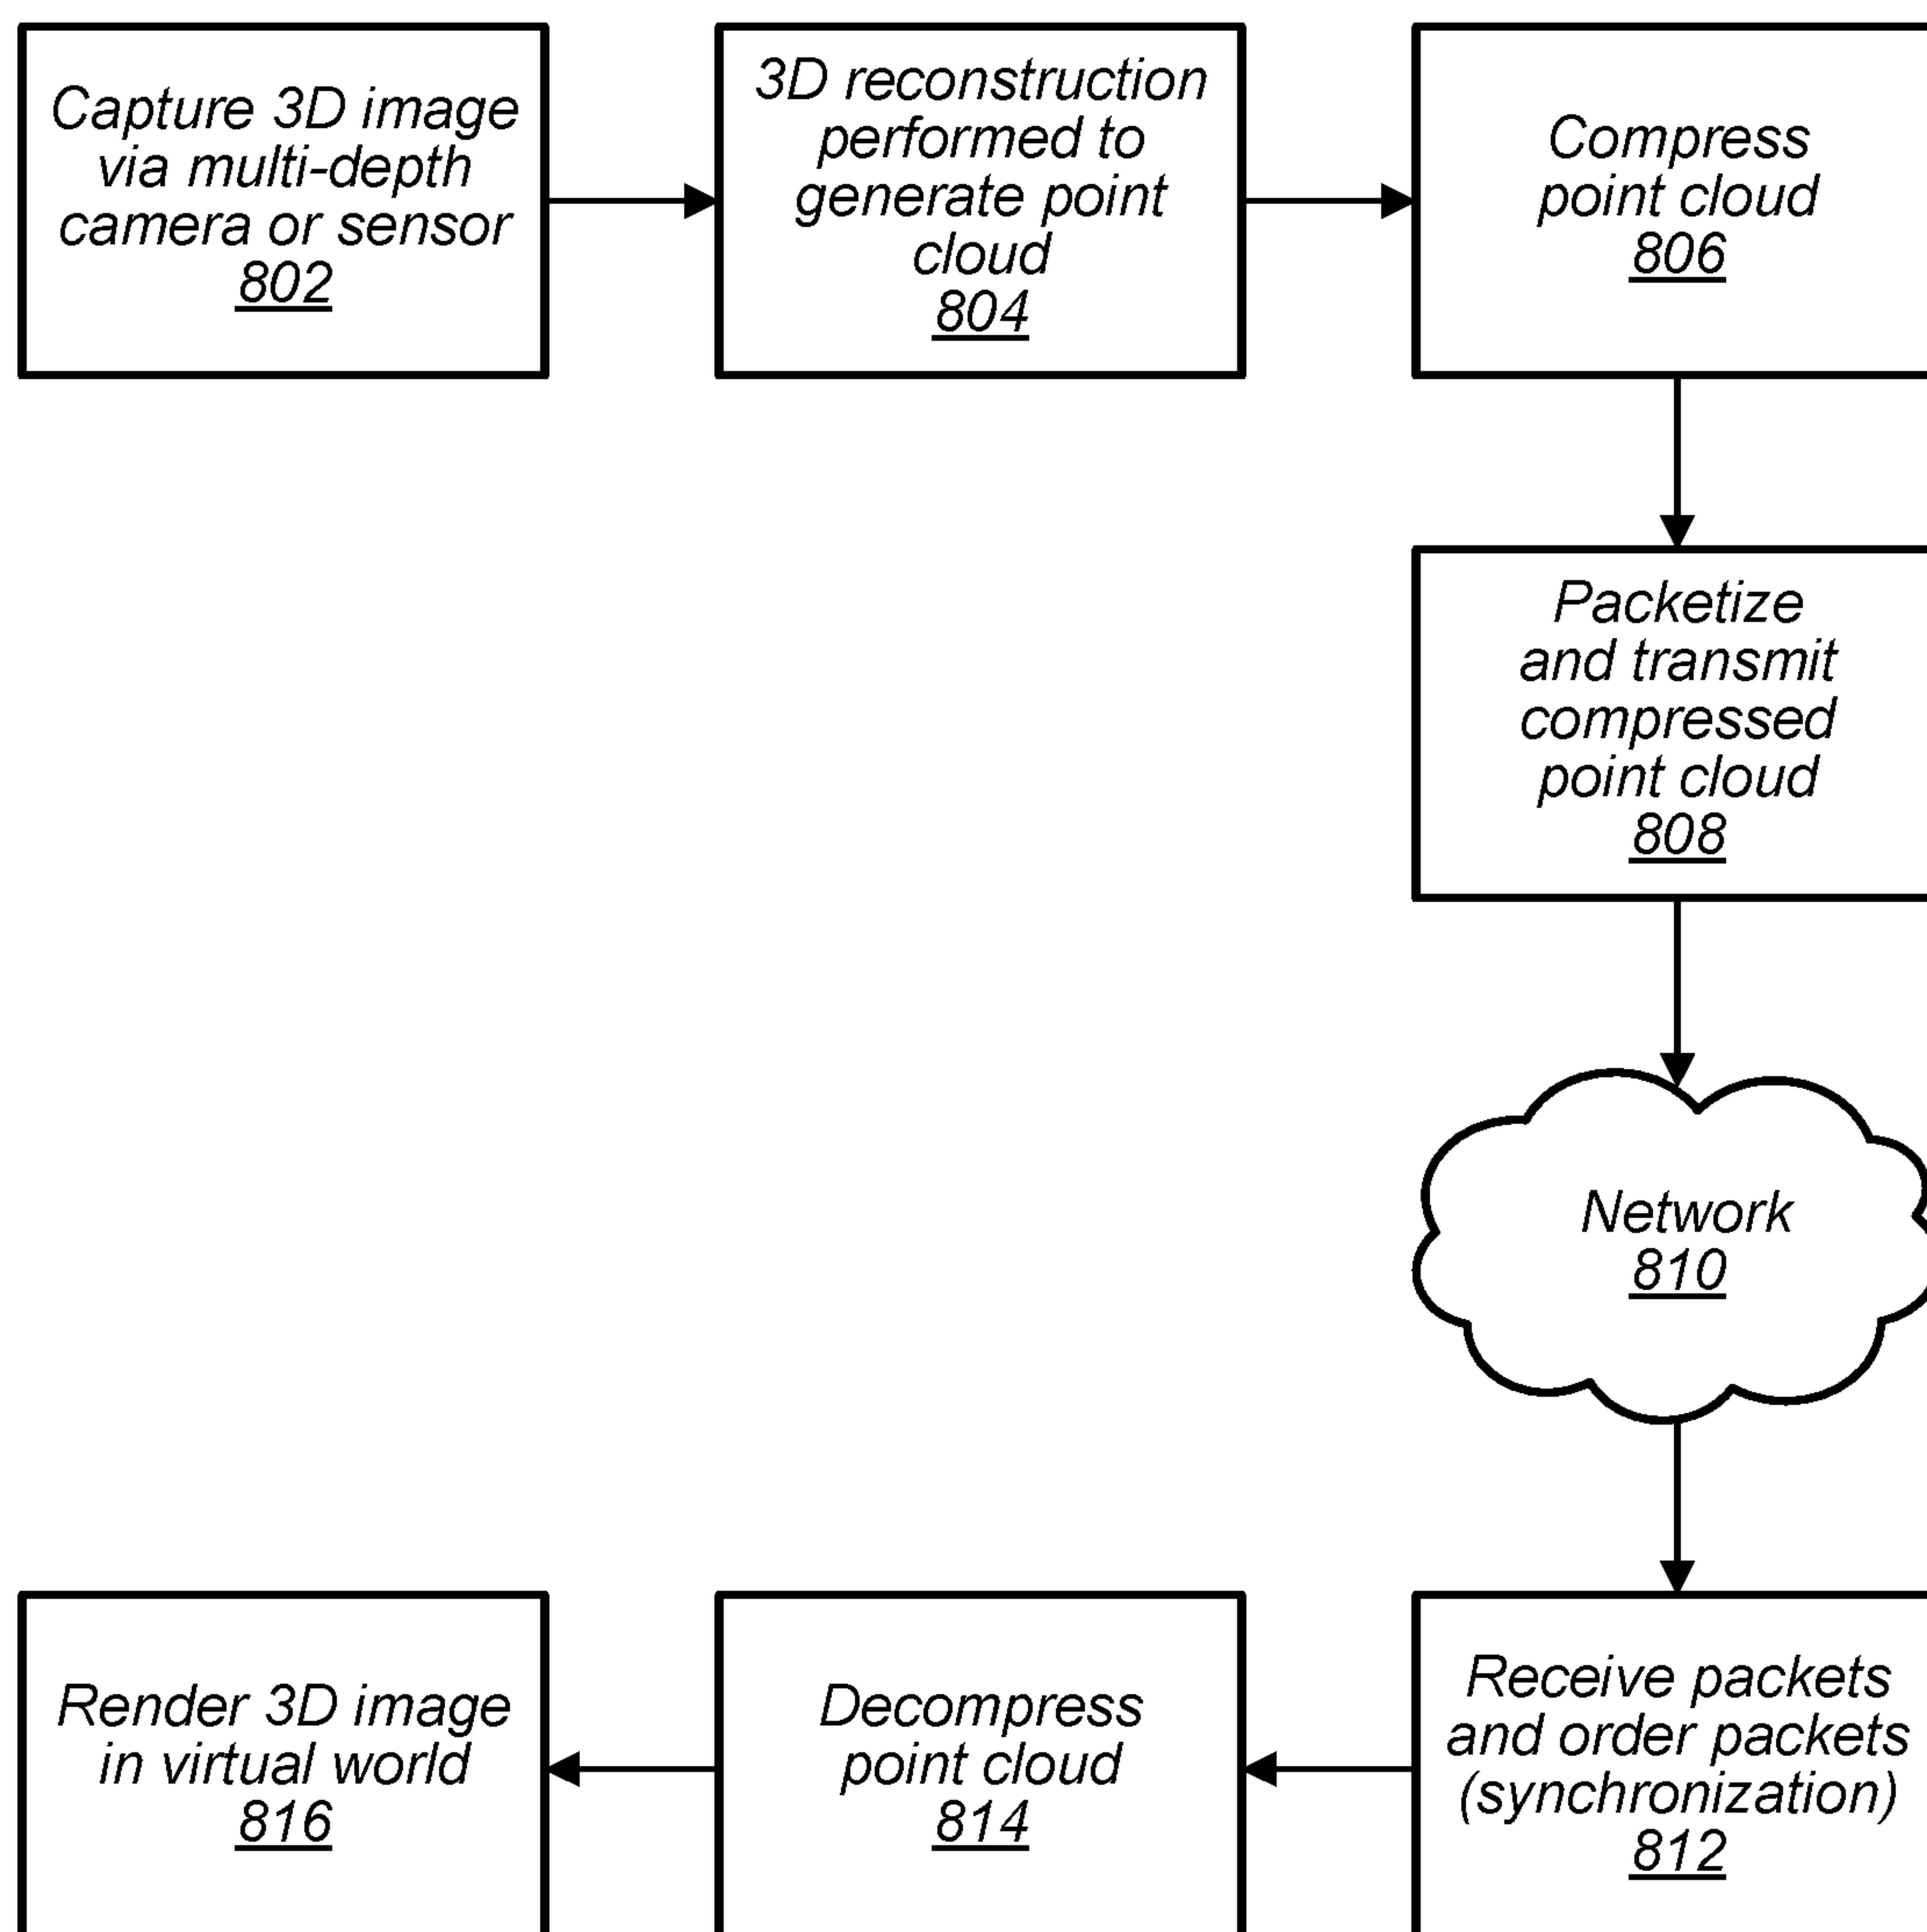 Capture 3D image
via multi-depth
camera or sensor
802
3D reconstruction
performed to
generate point
cloud
804
Compress
point cloud
806
Packetize
and transmit
compressed
point cloud
808
Network
810
Receive packets
and order packets
(synchronization)
812
Decompress
point cloud
814
Render 3D image
in virtual world
816